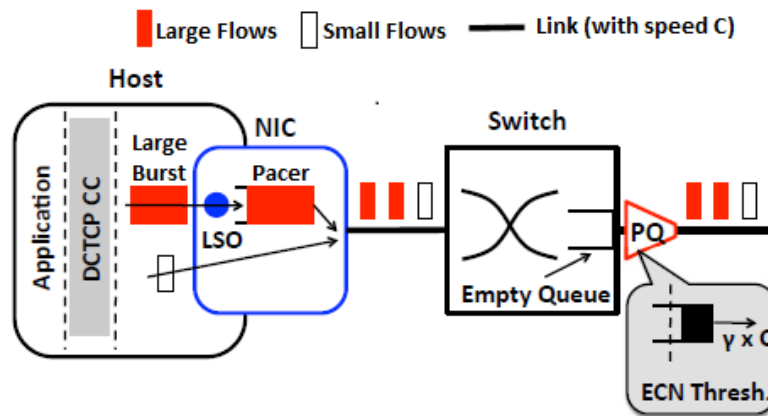 Large Flows Small Flows Link (with speed C)
Host
NIC
Switch
Large
Burst
Pacer
Application
DCTCP CC
LSO
PQ
Empty Queue
γ x C
ECN Thresh.